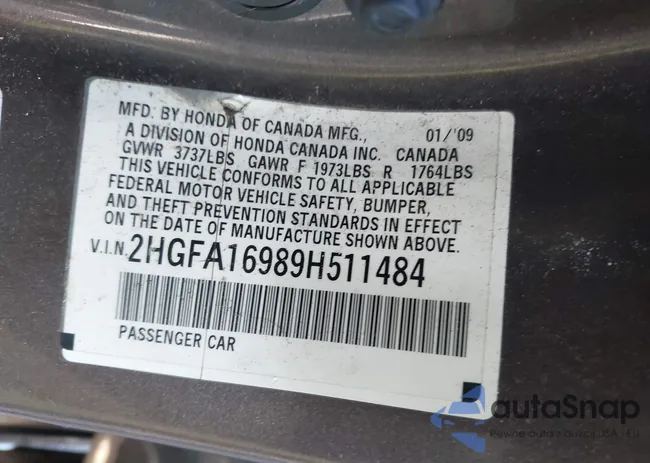 MFD. BY HONDA OF CANADA MFG., 01/'09
A DIVISION OF HONDA CANADA INC. CANADA
GVWR 3737LBS GAWR F 1973LBS R 1764LBS
THIS VEHICLE CONFORMS TO ALL APPLICABLE
FEDERAL MOTOR VEHICLE SAFETY, BUMPER,
AND THEFT PREVENTION STANDARDS IN EFFECT
ON THE DATE OF MANUFACTURE SHOWN ABOVE.
V.I.N. 2HGFA16989H511484
PASSENGER CAR
autaSnap